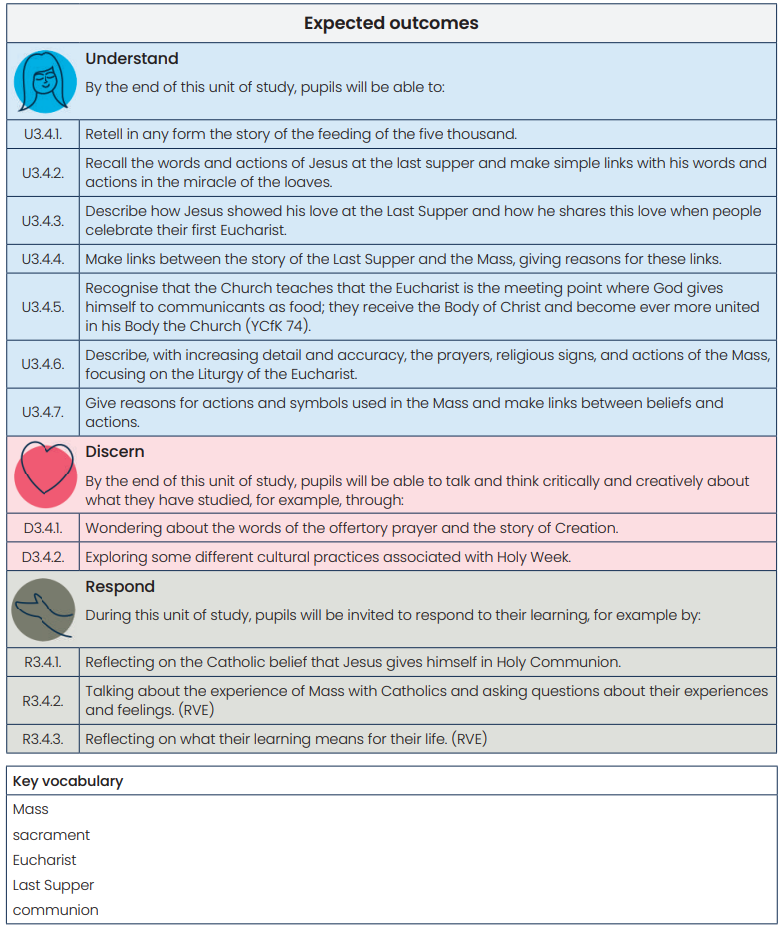 Expected outcomes
Understand
By the end of this unit of study, pupils will be able to:
U3.4.1. Retell in any form the story of the feeding of the five thousand.
U3.4.2. Recall the words and actions of Jesus at the last supper and make simple links with his words and
actions in the miracle of the loaves.
U3.4.3. Describe how Jesus showed his love at the Last Supper and how he shares this love when people
celebrate their first Eucharist.
U3.4.4. Make links between the story of the Last Supper and the Mass, giving reasons for these links.
U3.4.5. Recognise that the Church teaches that the Eucharist is the meeting point where God gives
himself to communicants as food; they receive the Body of Christ and become ever more united
in his Body the Church (YCfK 74).
U3.4.6. Describe, with increasing detail and accuracy, the prayers, religious signs, and actions of the Mass,
focusing on the Liturgy of the Eucharist.
U3.4.7. Give reasons for actions and symbols used in the Mass and make links between beliefs and
actions.
Discern
By the end of this unit of study, pupils will be able to talk and think critically and creatively about
what they have studied, for example, through:
D3.4.1. Wondering about the words of the offertory prayer and the story of Creation.
D3.4.2. Exploring some different cultural practices associated with Holy Week.
Respond
During this unit of study, pupils will be invited to respond to their learning, for example by:
R3.4.1. Reflecting on the Catholic belief that Jesus gives himself in Holy Communion.
R3.4.2. Talking about the experience of Mass with Catholics and asking questions about their experiences
and feelings. (RVE)
R3.4.3. Reflecting on what their learning means for their life. (RVE)
Key vocabulary
Mass
sacrament
Eucharist
Last Supper
communion